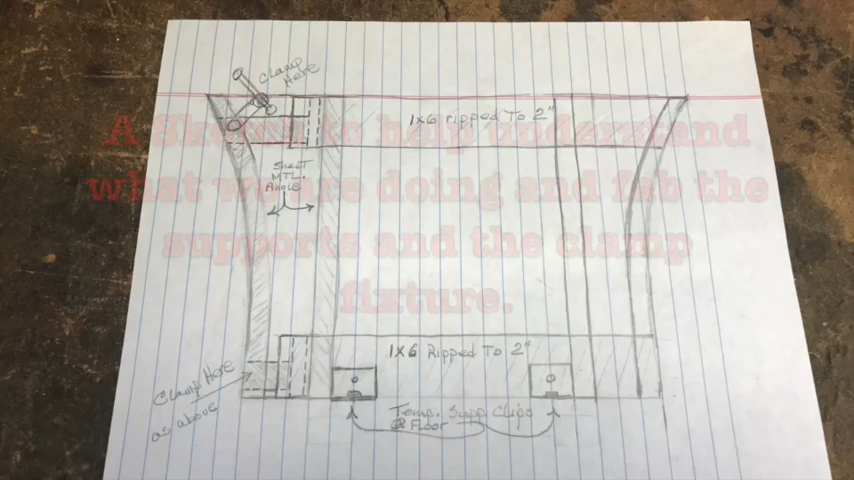 Clamp
Here
1x6 ripped To 2"
A Sketch to help understand
what we are doing and fab the
supports and the clamp
fixture.
Sheet
MTL.
Angle
1x6 Ripped To 2"
Clamp Here
as above
Temp. Supp Clips
@ Floor